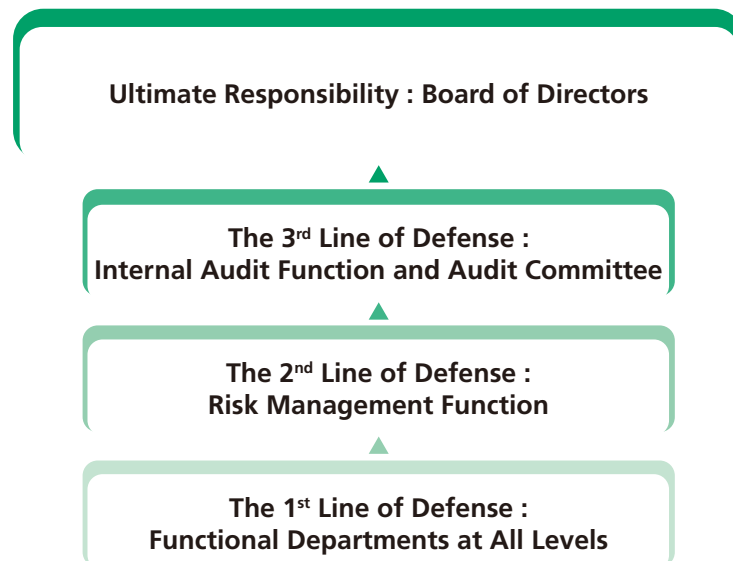 Ultimate Responsibility : Board of Directors
The 3rd Line of Defense :
Internal Audit Function and Audit Committee
The 2nd Line of Defense :
Risk Management Function
The 1st Line of Defense :
Functional Departments at All Levels